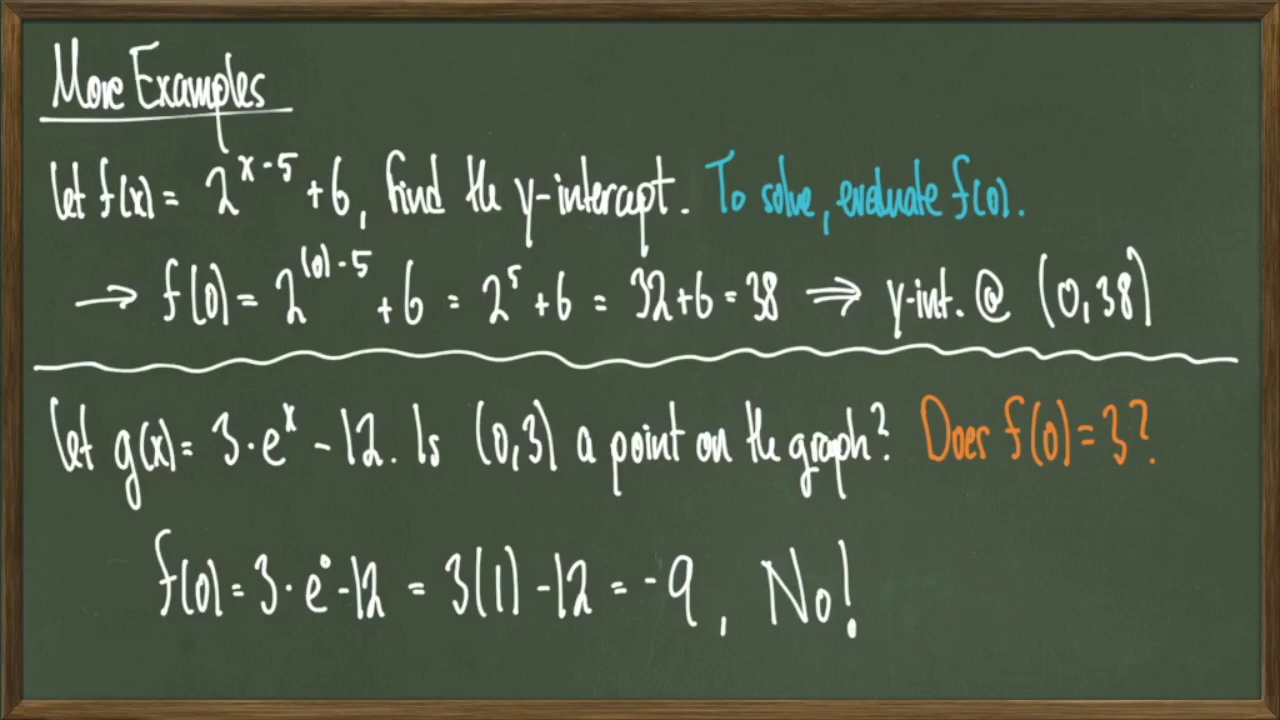 More Examples
Let f(x) = 2^{x-5} + 6, find the y-intercept. To solve, evaluate f(0).
→ f(0) = 2^{(0)-5} + 6 = 2^5 + 6 = 32+6 = 38 ⇒ y-int. @ (0,38)
Let g(x) = 3·e^x - 12. Is (0,3) a point on the graph? Does f(0) = 3?
f(0) = 3·e^0 - 12 = 3(1) - 12 = -9, No!